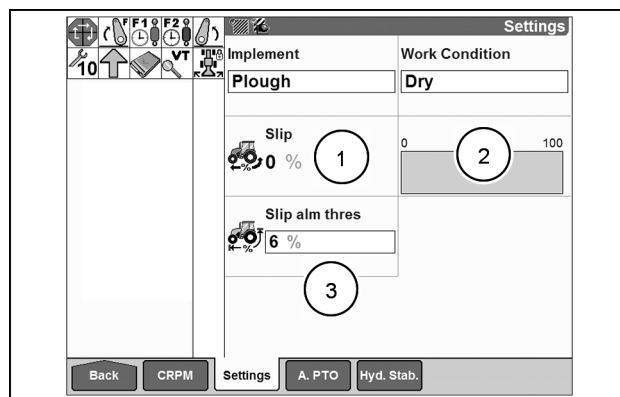 F F1 F2 Settings
10 VT
Implement Work Condition
Plough Dry
Slip 0 100
0 % 1 2
Slip alm thres
6 %
3
Back CRPM Settings A. PTO Hyd. Stab.